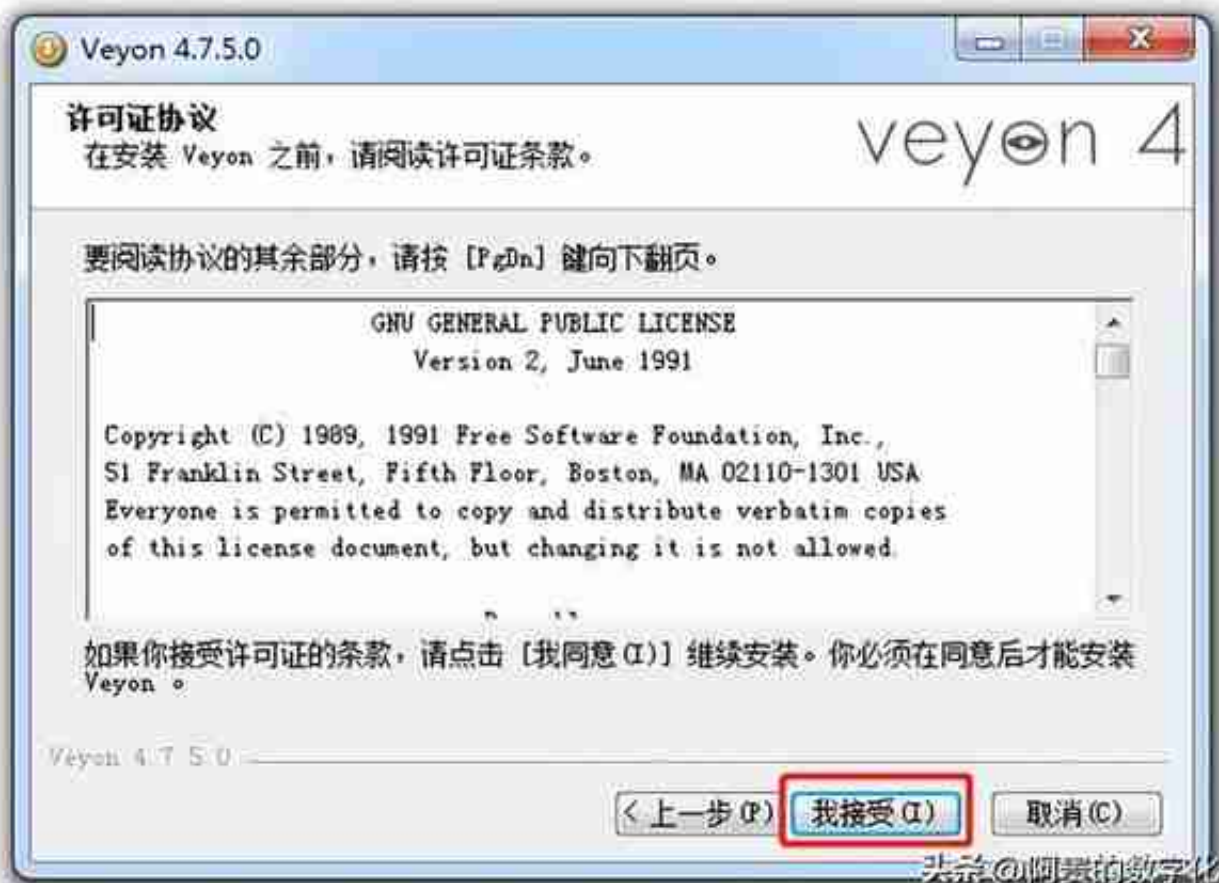 Veyon 4.7.5.0
许可证协议
在安装 Veyon 之前，请阅读许可证条款。
veyon 4
要阅读协议的其余部分，请按 [PgDn] 键向下翻页。
GNU GENERAL PUBLIC LICENSE
Version 2, June 1991
Copyright (C) 1989, 1991 Free Software Foundation, Inc.,
51 Franklin Street, Fifth Floor, Boston, MA 02110-1301 USA
Everyone is permitted to copy and distribute verbatim copies
of this license document, but changing it is not allowed.
如果你接受许可证的条款，请点击 [我同意(I)] 继续安装。你必须在同意后才能安装
Veyon 。
Veyon 4.7.5.0
< 上一步(P) 我接受(I) 取消(C)
头条@阿 的数字化